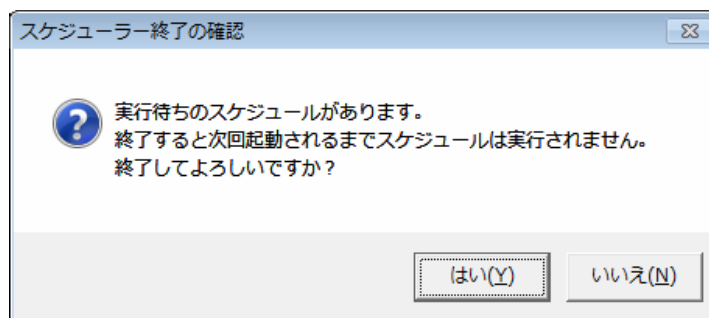 スケジューラー終了の確認
実行待ちのスケジュールがあります。
終了すると次回起動されるまでスケジュールは実行されません。
終了してよろしいですか？
はい(Y) いいえ(N)